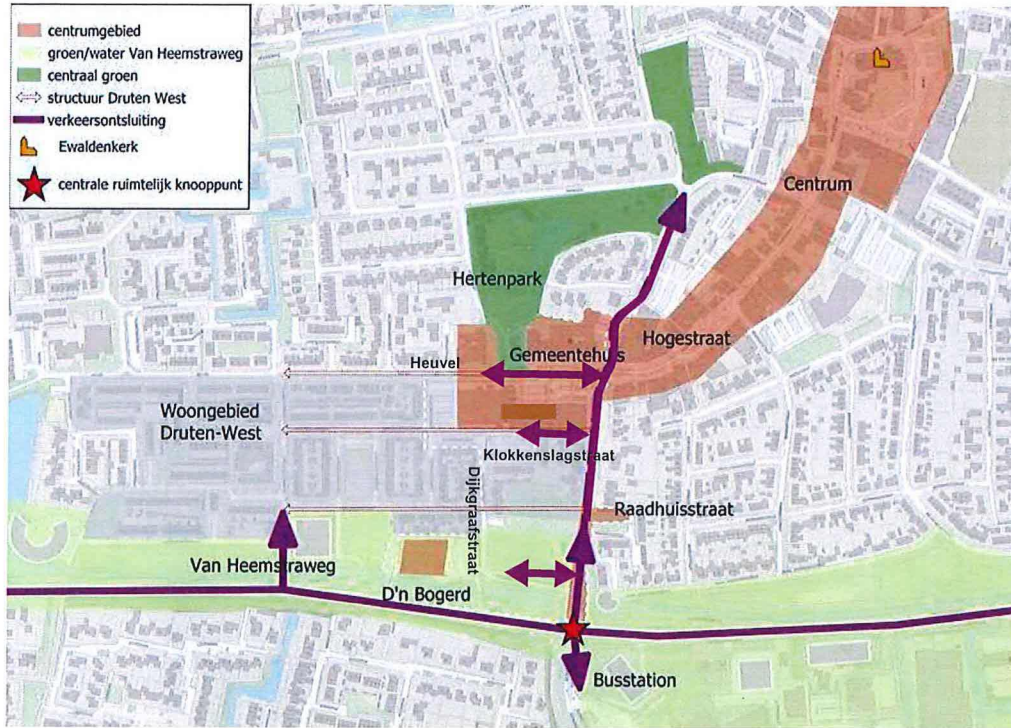 centrumgebied
groen/water Van Heemstraweg
centraal groen
structuur Druten West
verkeersontsluiting
Ewaldenkerk
centrale ruimtelijk knooppunt
Centrum
Hertenpark
Hogestraat
Gemeentehuis
Heuvel
Woongebied
Druten-West
Klokkenslagstraat
Dijkgraafstraat
Raadhuisstraat
Van Heemstraweg
D'n Bogerd
Busstation